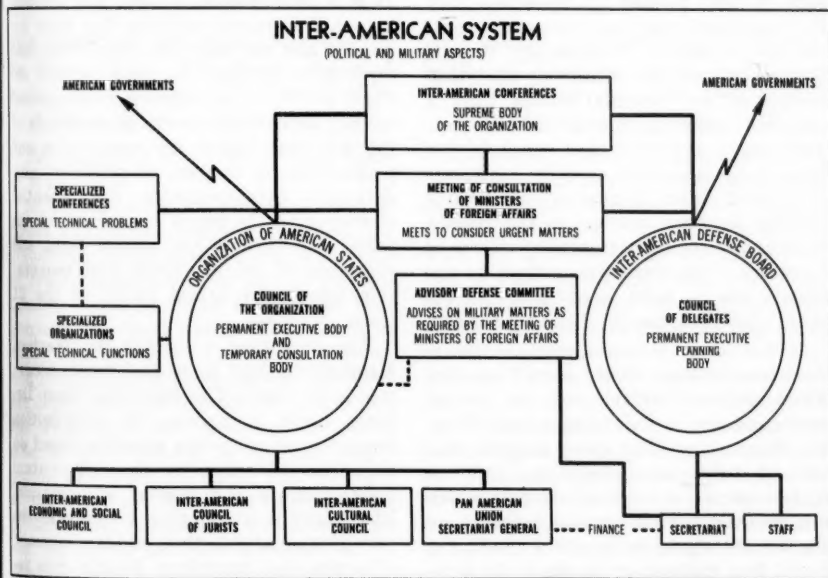 INTER-AMERICAN SYSTEM
(POLITICAL AND MILITARY ASPECTS)
AMERICAN GOVERNMENTS
INTER-AMERICAN CONFERENCES
SUPREME BODY
OF THE ORGANIZATION
AMERICAN GOVERNMENTS
SPECIALIZED
CONFERENCES
SPECIAL TECHNICAL PROBLEMS
MEETING OF CONSULTATION
OF MINISTERS
OF FOREIGN AFFAIRS
MEETS TO CONSIDER URGENT MATTERS
ORGANIZATION OF AMERICAN STATES
COUNCIL OF
THE ORGANIZATION
PERMANENT EXECUTIVE BODY
AND
TEMPORARY CONSULTATION
BODY
ADVISORY DEFENSE COMMITTEE
ADVISES ON MILITARY MATTERS AS
REQUIRED BY THE MEETING OF
MINISTERS OF FOREIGN AFFAIRS
INTER-AMERICAN DEFENSE BOARD
COUNCIL
OF DELEGATES
PERMANENT EXECUTIVE
PLANNING
BODY
SPECIALIZED
ORGANIZATIONS
SPECIAL TECHNICAL FUNCTIONS
INTER-AMERICAN
ECONOMIC AND SOCIAL
COUNCIL
INTER-AMERICAN
COUNCIL
OF JURISTS
INTER-AMERICAN
CULTURAL
COUNCIL
PAN AMERICAN
UNION
SECRETARIAT GENERAL
FINANCE
SECRETARIAT
STAFF